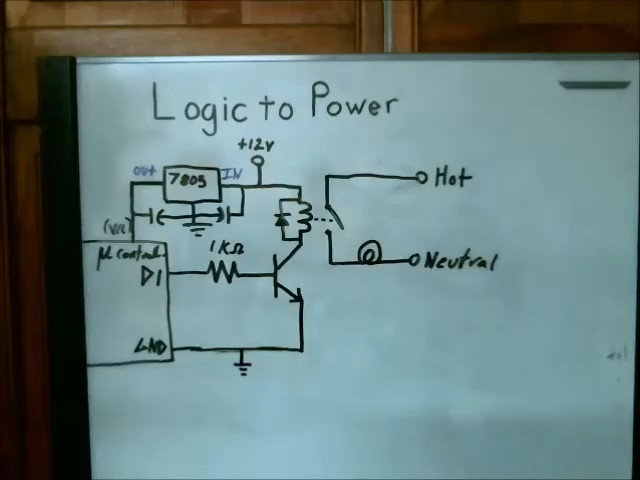 Logic to Power
+12V
out 7805 IN
Hot
(Vcc)
µ control
1KΩ
D1
Neutral
GND